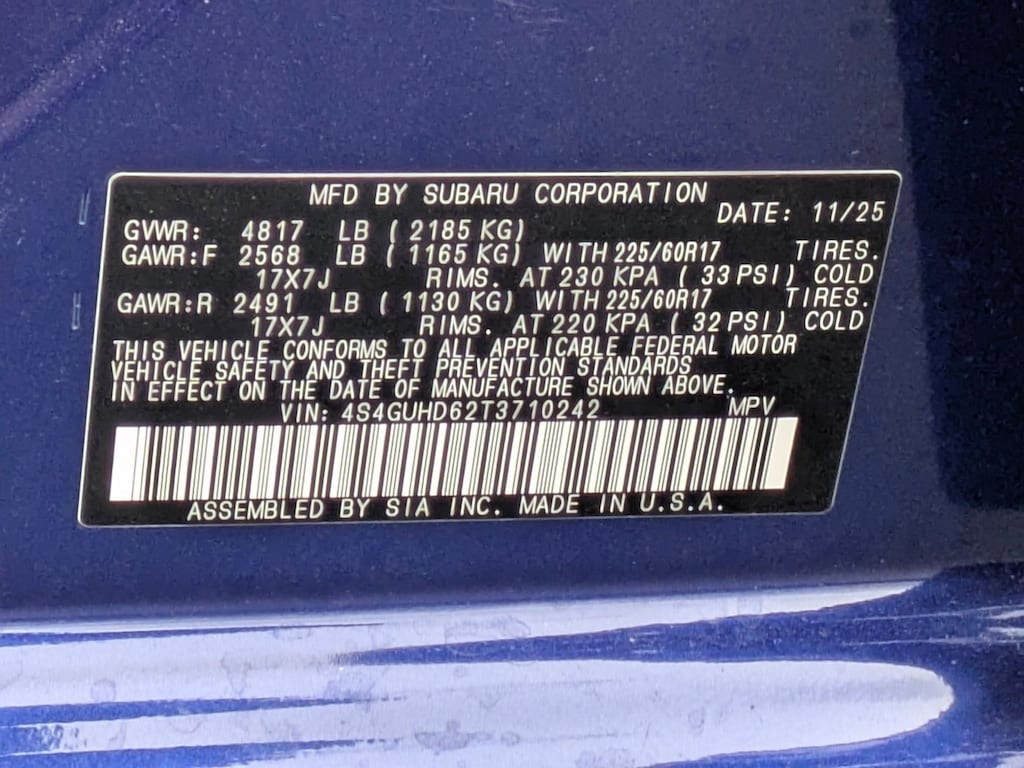 MFD BY SUBARU CORPORATION
DATE: 11/25
GVWR: 4817 LB ( 2185 KG)
GAWR:F 2568 LB ( 1165 KG) WITH 225/60R17 TIRES.
17X7J RIMS. AT 230 KPA ( 33 PSI) COLD
GAWR:R 2491 LB ( 1130 KG) WITH 225/60R17 TIRES.
17X7J RIMS. AT 220 KPA ( 32 PSI) COLD
THIS VEHICLE CONFORMS TO ALL APPLICABLE FEDERAL MOTOR
VEHICLE SAFETY AND THEFT PREVENTION STANDARDS
IN EFFECT ON THE DATE OF MANUFACTURE SHOWN ABOVE.
VIN: 4S4GUHD62T3710242 MPV
ASSEMBLED BY SIA INC. MADE IN U.S.A.